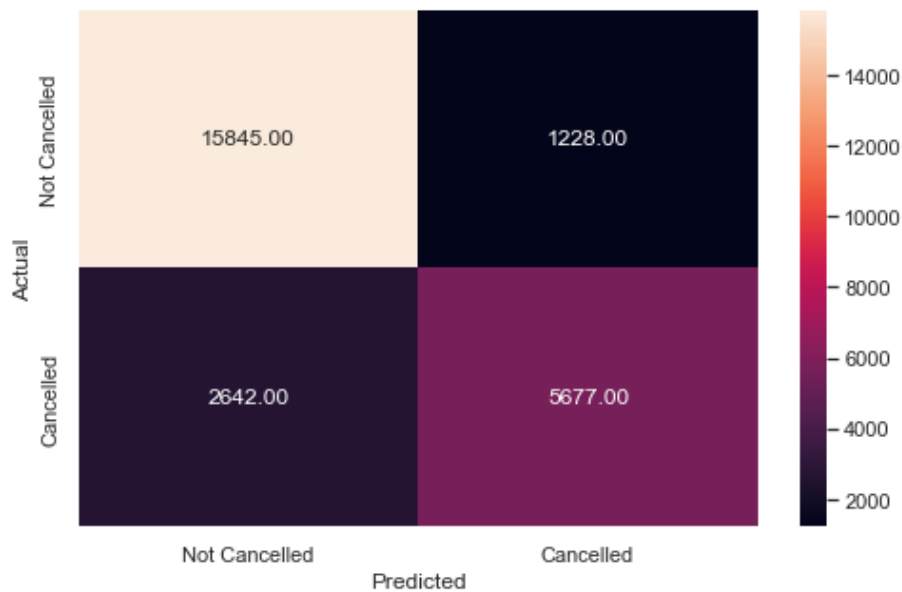 Not Cancelled
Cancelled
Actual
15845.00
1228.00
2642.00
5677.00
Not Cancelled
Cancelled
Predicted
14000
12000
10000
8000
6000
4000
2000